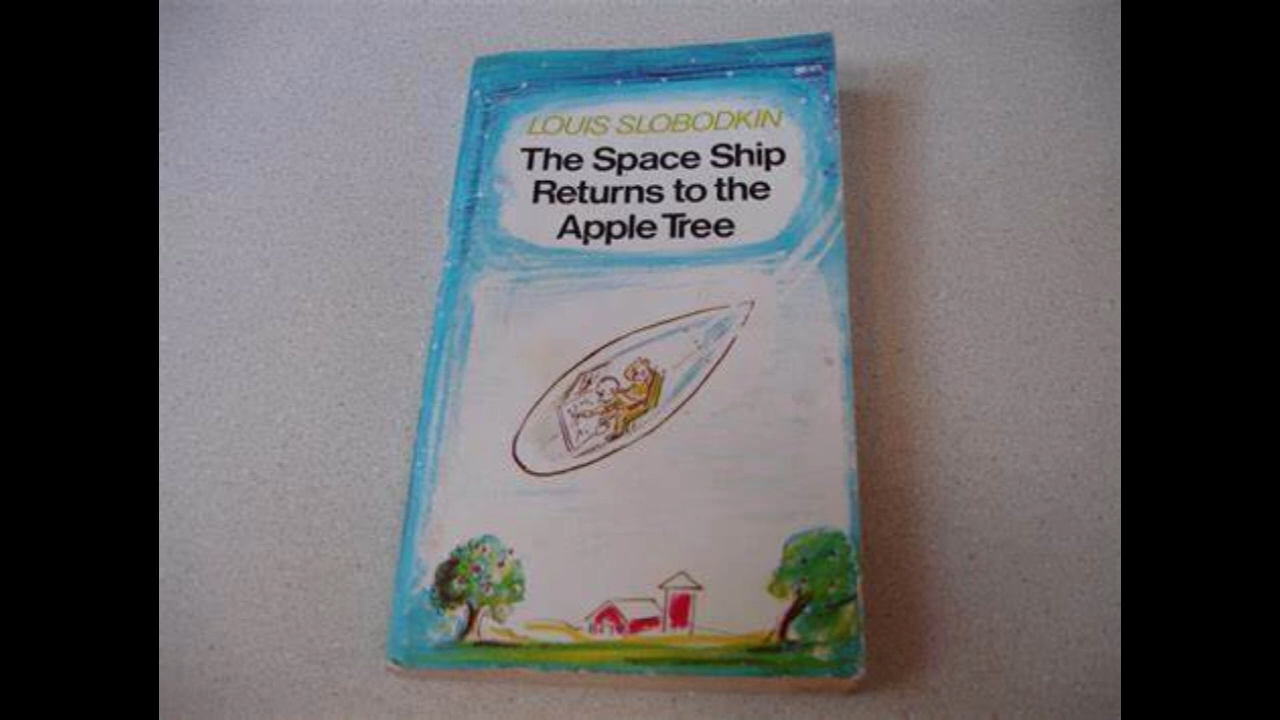 LOUIS SLOBODKIN
The Space Ship
Returns to the
Apple Tree